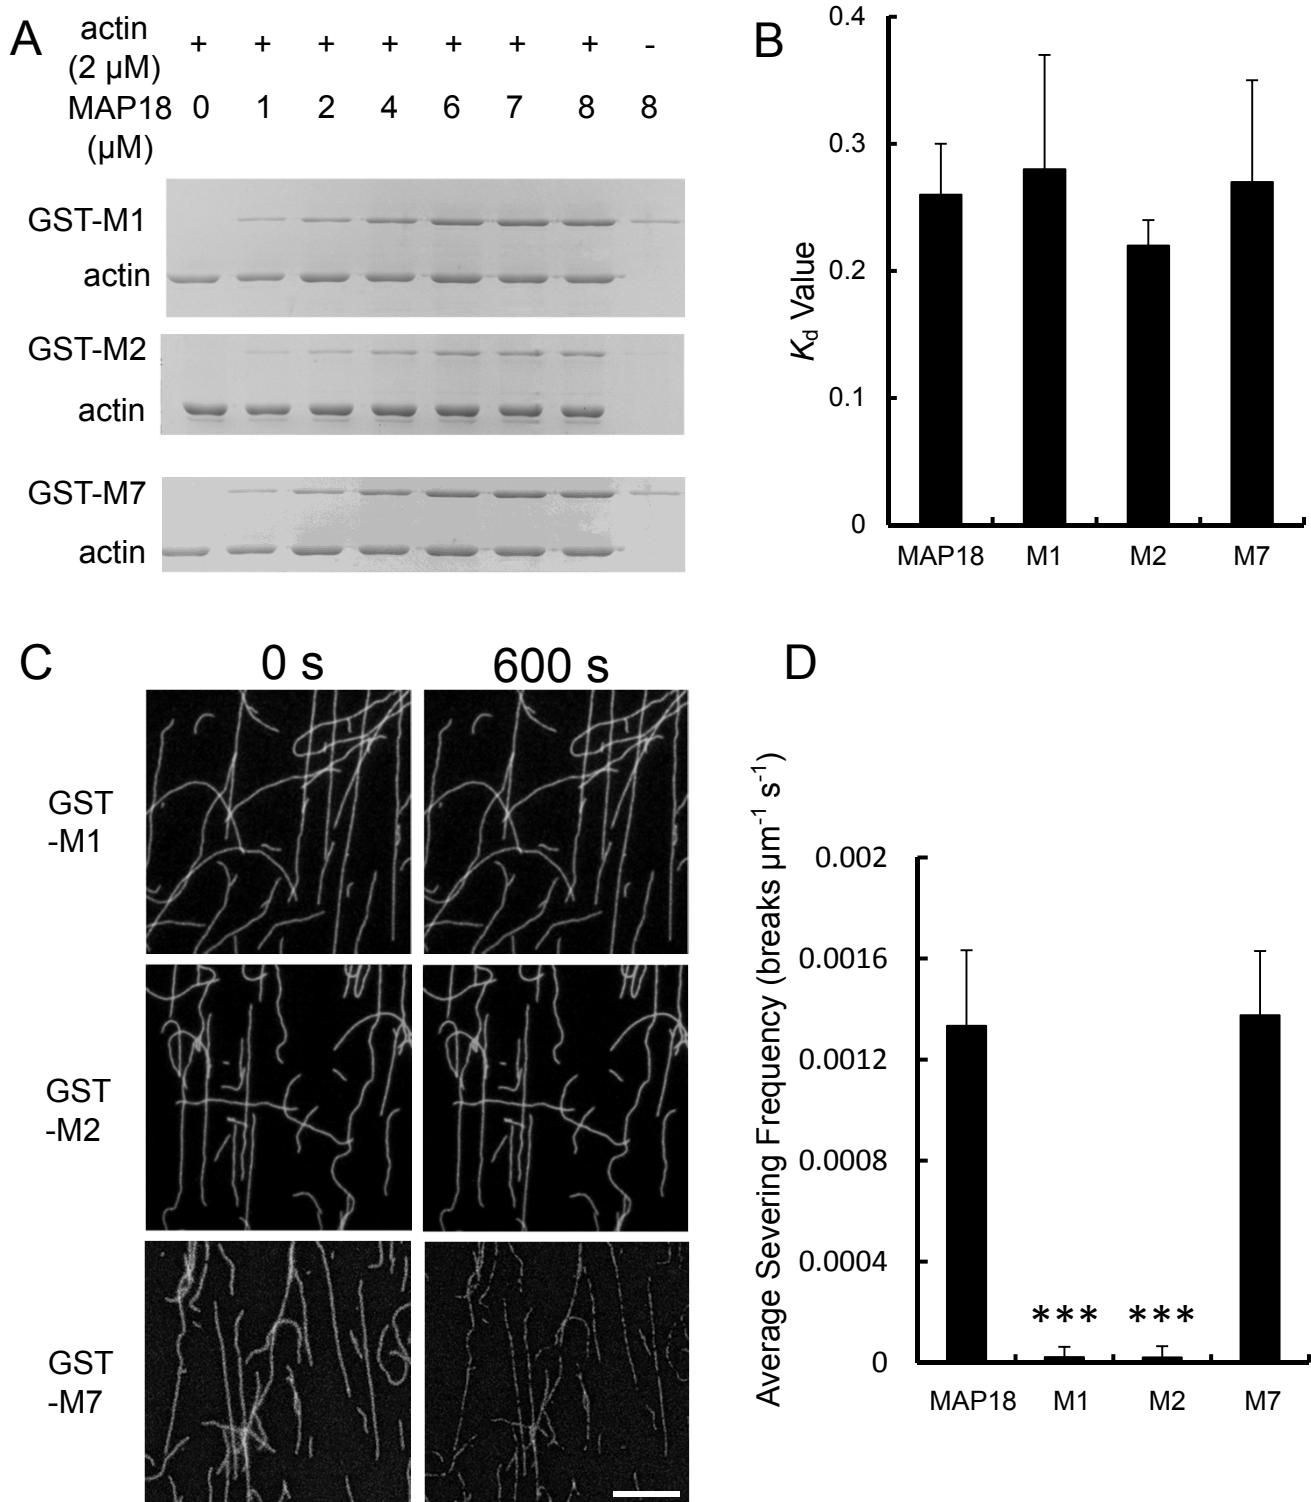 A
actin + + + + + + + -
(2 µM)
MAP18 0 1 2 4 6 7 8 8
(µM)
GST-M1
actin
GST-M2
actin
GST-M7
actin
B
0.4
0.3
0.2
0.1
0
Kd Value
MAP18 M1 M2 M7
C
0 s 600 s
GST
-M1
GST
-M2
GST
-M7
D
Average Severing Frequency (breaks µm-1 s-1)
0.002
0.0016
0.0012
0.0008
0.0004
0
*** ***
MAP18 M1 M2 M7